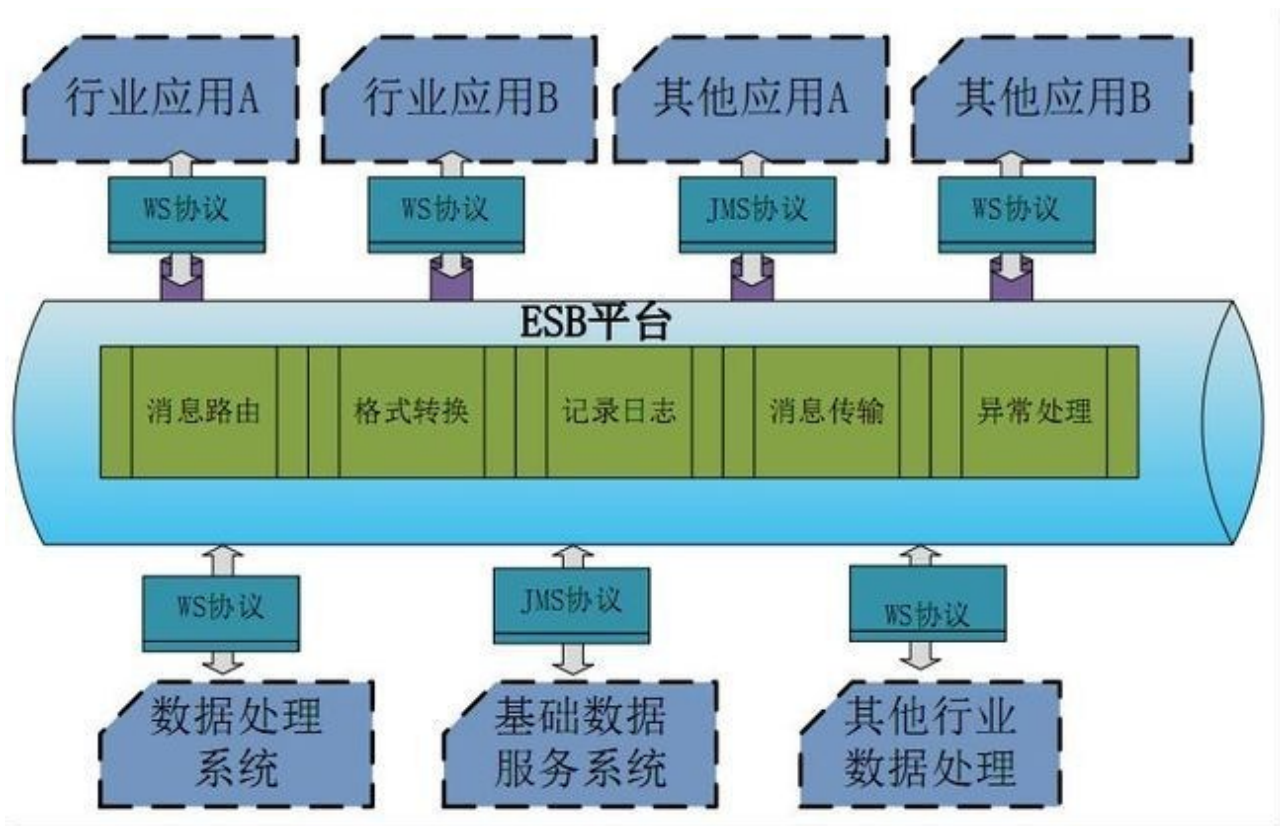 行业应用A
行业应用B
其他应用A
其他应用B
WS协议
WS协议
JMS协议
WS协议
ESB平台
消息路由
格式转换
记录日志
消息传输
异常处理
WS协议
JMS协议
WS协议
数据处理
系统
基础数据
服务系统
其他行业
数据处理